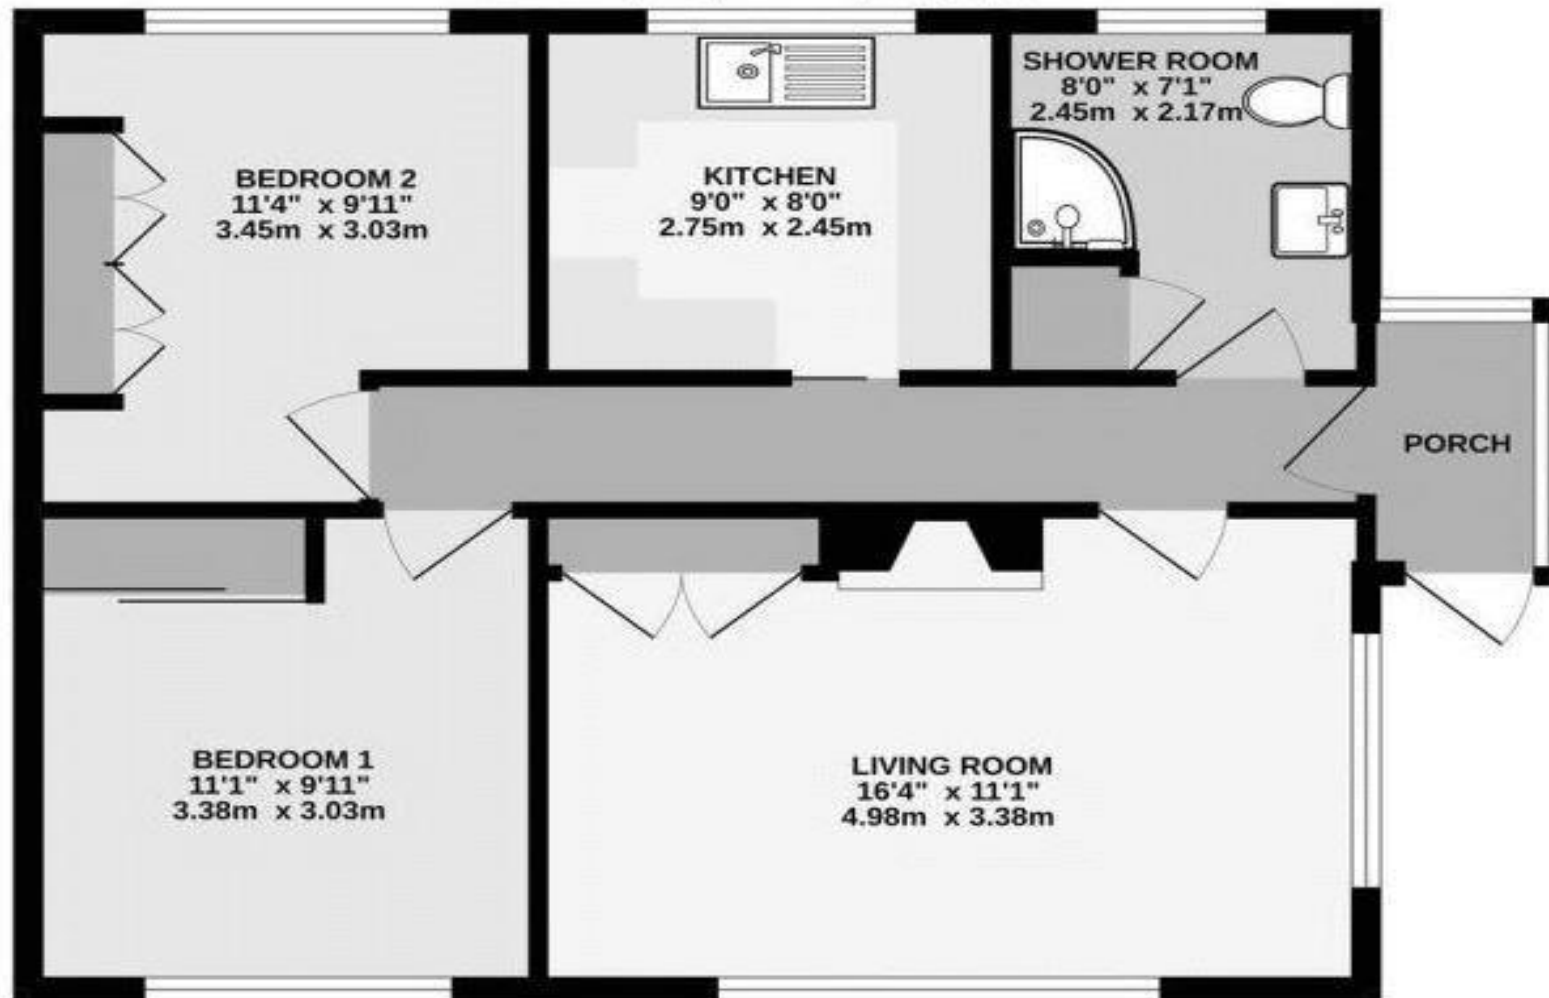 SHOWER ROOM
8'0" x 7'1"
2.45m x 2.17m
BEDROOM 2
11'4" x 9'11"
3.45m x 3.03m
KITCHEN
9'0" x 8'0"
2.75m x 2.45m
PORCH
BEDROOM 1
11'1" x 9'11"
3.38m x 3.03m
LIVING ROOM
16'4" x 11'1"
4.98m x 3.38m